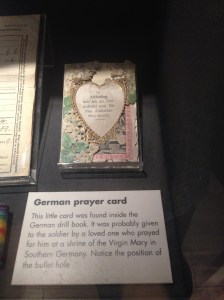 German prayer card
This little card was found inside the
German drill book. It was probably given
to the soldier by a loved one who prayed
for him at a shrine of the Virgin Mary in
Southern Germany. Notice the position of
the bullet hole